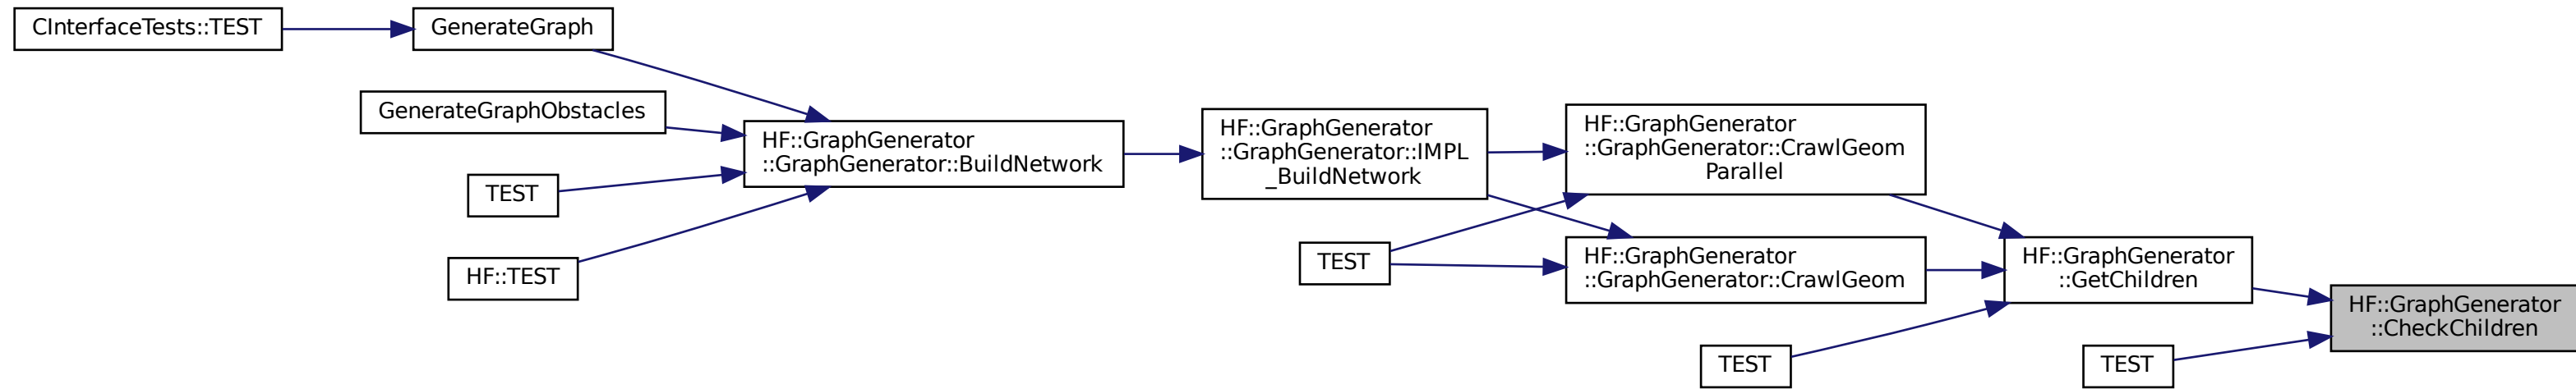 CInterfaceTests::TEST
GenerateGraph
GenerateGraphObstacles
TEST
HF::TEST
HF::GraphGenerator
::GraphGenerator::BuildNetwork
HF::GraphGenerator
::GraphGenerator::IMPL
_BuildNetwork
TEST
HF::GraphGenerator
::GraphGenerator::CrawlGeom
Parallel
HF::GraphGenerator
::GraphGenerator::CrawlGeom
TEST
HF::GraphGenerator
::GetChildren
TEST
HF::GraphGenerator
::CheckChildren